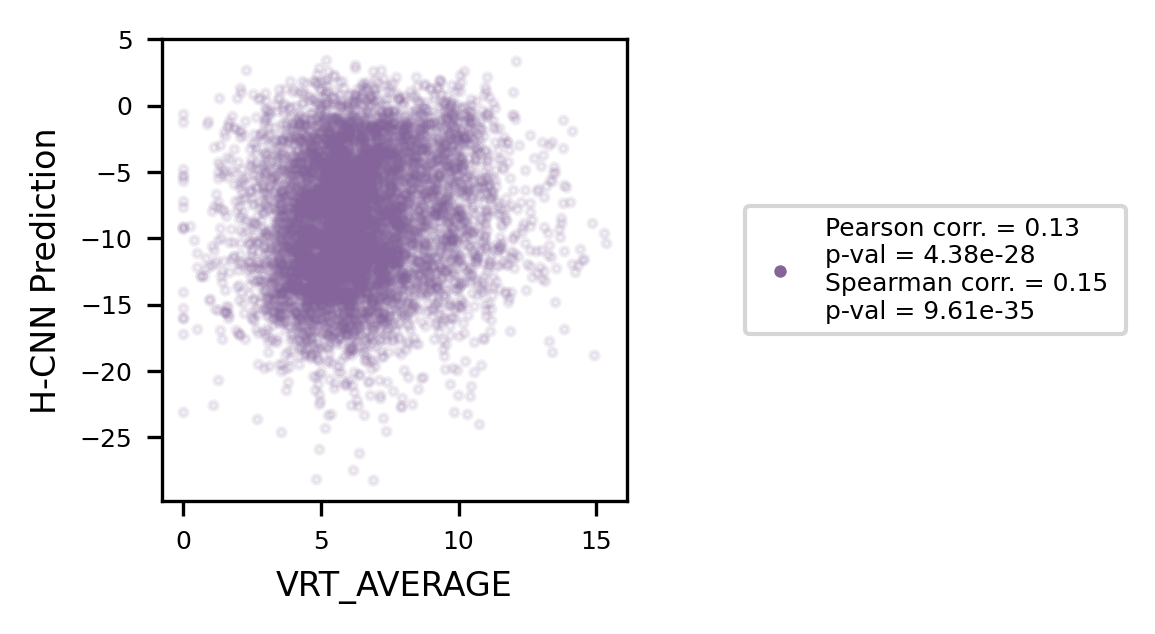 5
0
−5
−10
−15
−20
−25
H-CNN Prediction
0
5
10
15
VRT_AVERAGE
Pearson corr. = 0.13
p-val = 4.38e-28
Spearman corr. = 0.15
p-val = 9.61e-35